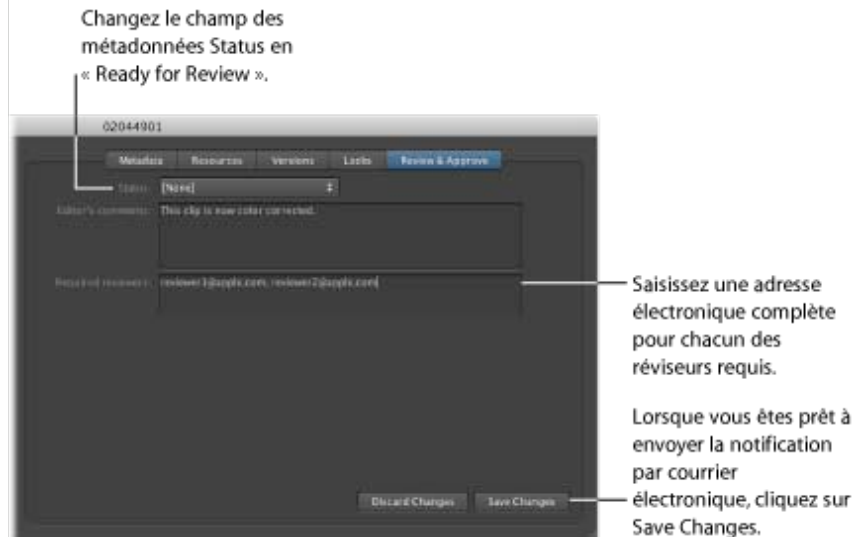 Changez le champ des
métadonnées Status en
« Ready for Review ».
02044901
Metadata Resources Versions Locks Review & Approve
Status: [None]
Editor's comment: This clip is now color corrected.
Required reviewers: reviewer1@apple.com, reviewer2@apple.com
Saisissez une adresse
électronique complète
pour chacun des
réviseurs requis.
Lorsque vous êtes prêt à
envoyer la notification
par courrier
électronique, cliquez sur
Save Changes.
Discard Changes Save Changes